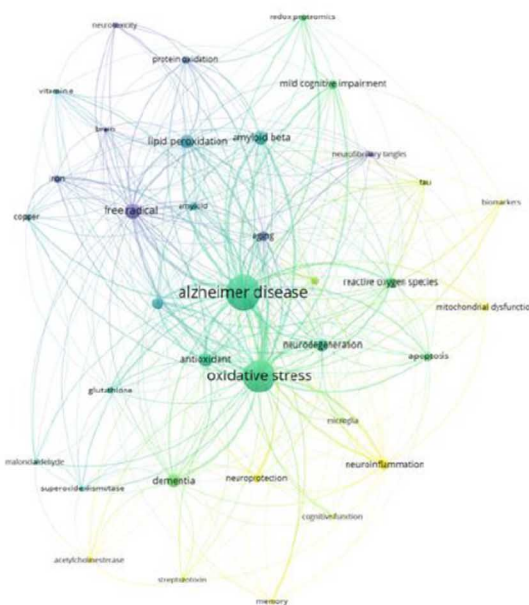 redox proteomics
neurotoxicity
protein oxidation
mild cognitive impairment
vitamin e
brain
lipid peroxidation
amyloid beta
neurofibrillary tangles
iron
tau
free radical
amyloid
biomarkers
copper
aging
alzheimer disease
reactive oxygen species
mitochondrial dysfunctio
neurodegeneration
antioxidant
apoptosis
oxidative stress
glutathione
microglia
malondialdehyde
neuroinflammation
superoxide dismutase
dementia
neuroprotection
cognitive function
acetylcholinesterase
streptozotocin
memory